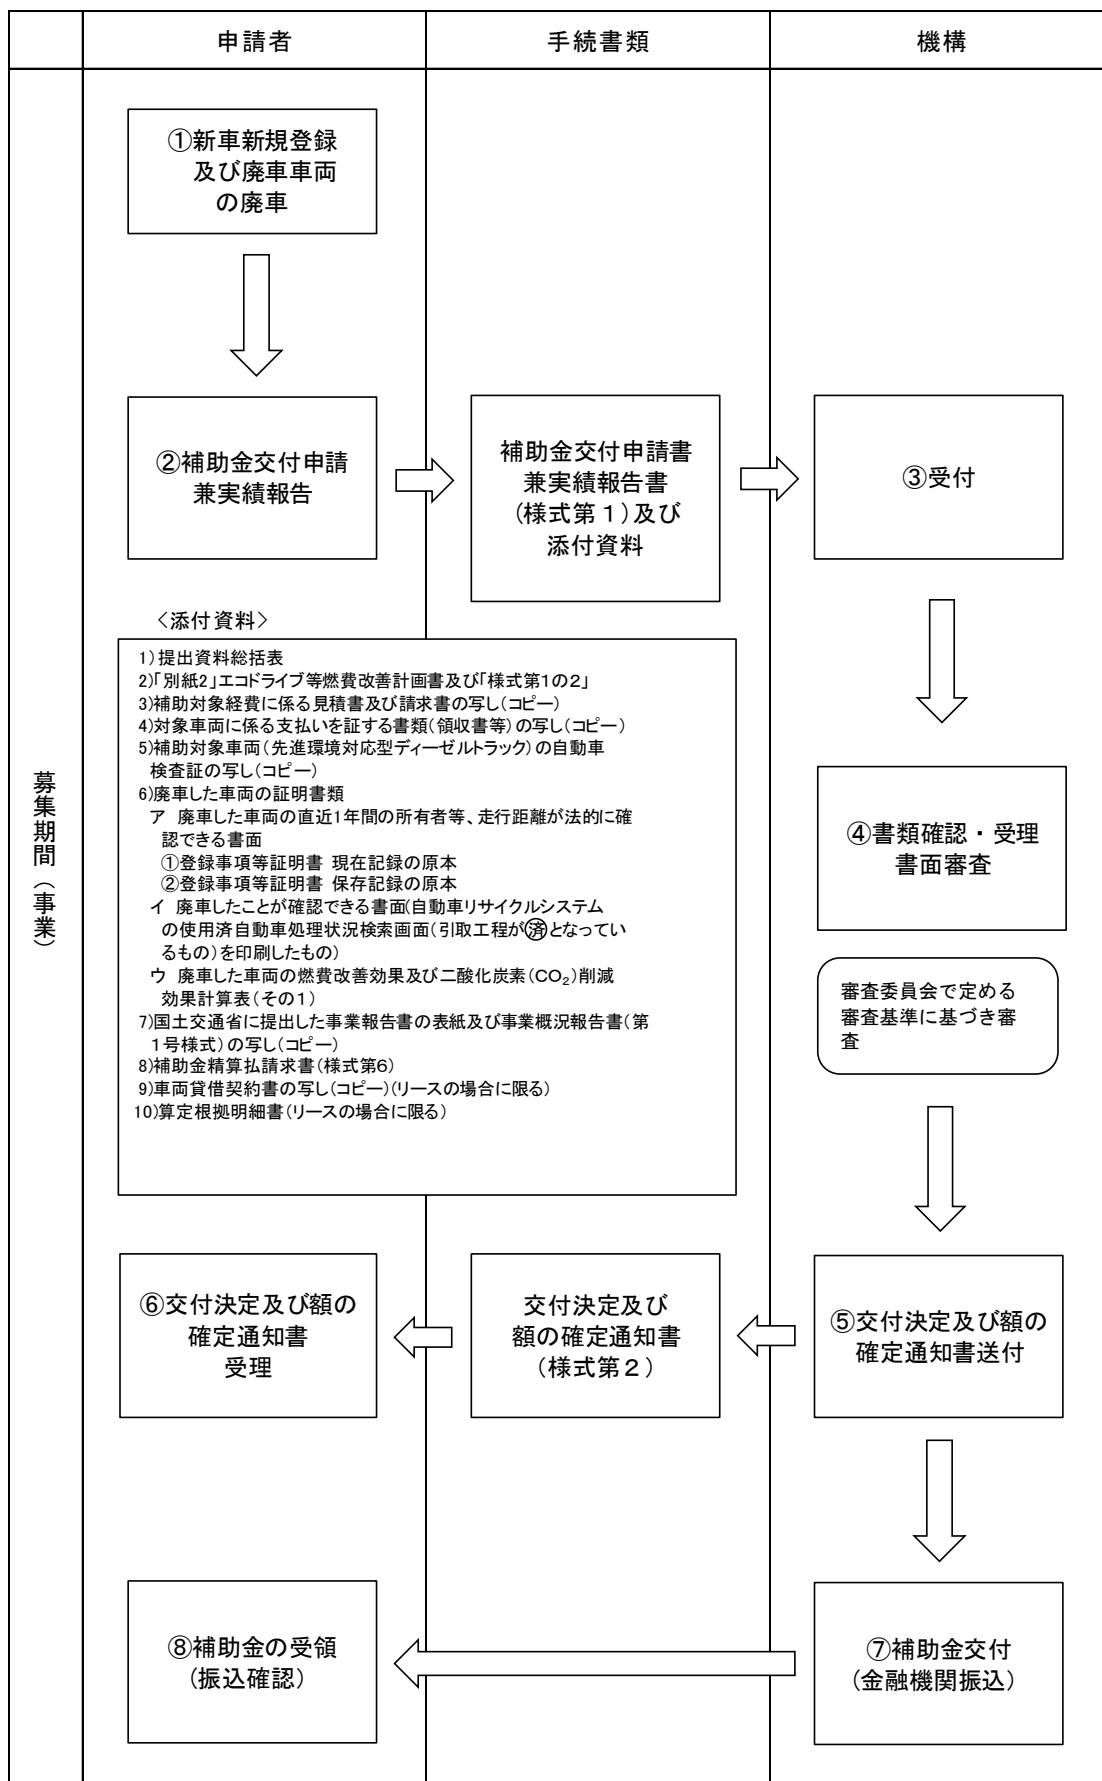 申請者
手続書類
機構
募集期間（事業）
①新車新規登録
及び廃車車両
の廃車
②補助金交付申請
兼実績報告
補助金交付申請書
兼実績報告書
(様式第１)及び
添付資料
③受付
〈添付資料〉
1)提出資料総括表
2)「別紙2」エコドライブ等燃費改善計画書及び「様式第1の2」
3)補助対象経費に係る見積書及び請求書の写し(コピー)
4)対象車両に係る支払いを証する書類(領収書等)の写し(コピー)
5)補助対象車両(先進環境対応型ディーゼルトラック)の自動車
検査証の写し(コピー)
6)廃車した車両の証明書類
ア 廃車した車両の直近1年間の所有者等、走行距離が法的に確
認できる書面
①登録事項等証明書 現在記録の原本
②登録事項等証明書 保存記録の原本
イ 廃車したことが確認できる書面(自動車リサイクルシステム
の使用済自動車処理状況検索画面(引取工程が㊮となってい
るもの)を印刷したもの)
ウ 廃車した車両の燃費改善効果及び二酸化炭素(CO₂)削減
効果計算表(その1)
7)国土交通省に提出した事業報告書の表紙及び事業概況報告書(第
1号様式)の写し(コピー)
8)補助金精算払請求書(様式第6)
9)車両貸借契約書の写し(コピー)(リースの場合に限る)
10)算定根拠明細書(リースの場合に限る)
④書類確認・受理
書面審査
審査委員会で定める
審査基準に基づき審
査
⑥交付決定及び額の
確定通知書
受理
交付決定及び
額の確定通知書
(様式第２)
⑤交付決定及び額の
確定通知書送付
⑧補助金の受領
(振込確認)
⑦補助金交付
(金融機関振込)